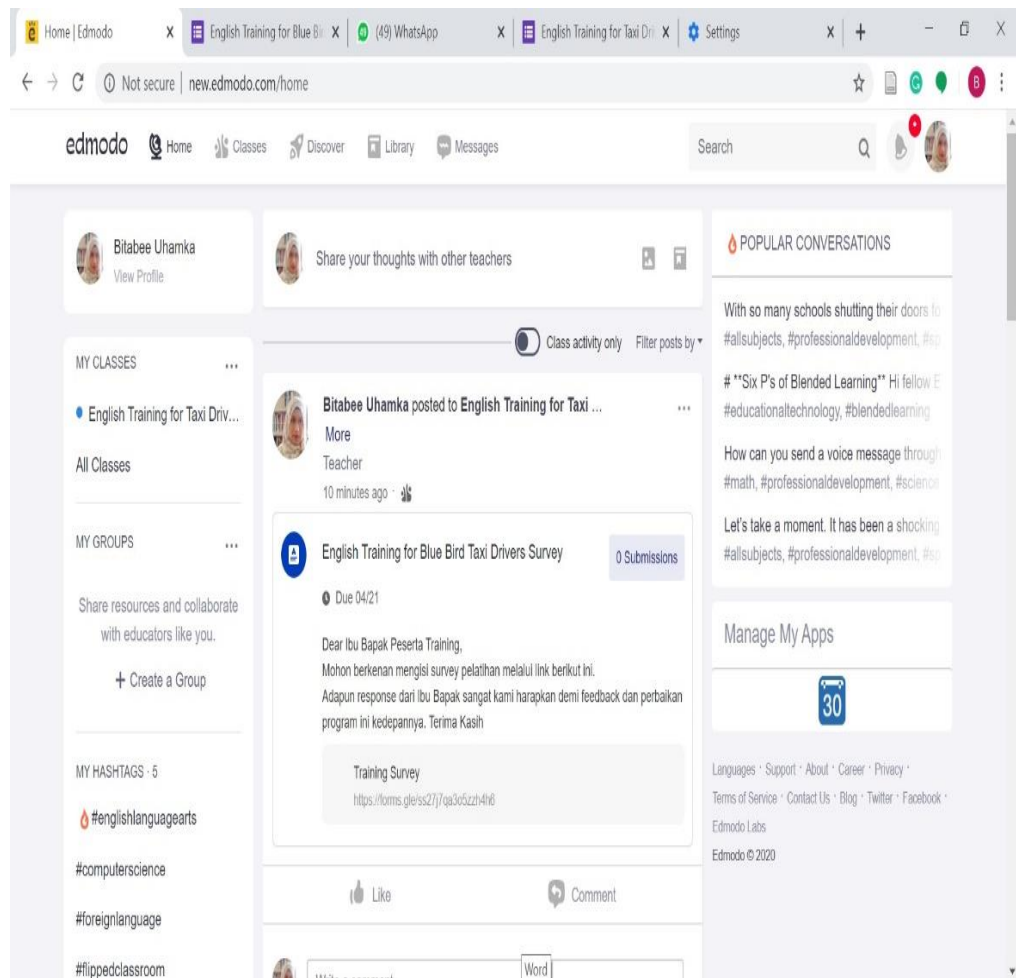 Home | Edmodo
English Training for Blue Bi
(49) WhatsApp
English Training for Taxi Dri
Settings
Not secure | new.edmodo.com/home
B
edmodo
Home
Classes
Discover
Library
Messages
Search
Bitabee Uhamka
View Profile
MY CLASSES
English Training for Taxi Driv...
All Classes
MY GROUPS
Share resources and collaborate
with educators like you.
+ Create a Group
MY HASHTAGS · 5
#englishlanguagearts
#computerscience
#foreignlanguage
#flippedclassroom
Share your thoughts with other teachers
Class activity only Filter posts by
Bitabee Uhamka posted to English Training for Taxi ...
More
Teacher
10 minutes ago ·
English Training for Blue Bird Taxi Drivers Survey
0 Submissions
Due 04/21
Dear Ibu Bapak Peserta Training,
Mohon berkenan mengisi survey pelatihan melalui link berikut ini.
Adapun response dari Ibu Bapak sangat kami harapkan demi feedback dan perbaikan
program ini kedepannya. Terima Kasih
Training Survey
https://forms.gle/ss27j7qa3o5zzh4h6
Like
Comment
Word
POPULAR CONVERSATIONS
With so many schools shutting their doors fo
#allsubjects, #professionaldevelopment, #sp
# **Six P's of Blended Learning** Hi fellow E
#educationaltechnology, #blendedlearning
How can you send a voice message through
#math, #professionaldevelopment, #science
Let's take a moment. It has been a shocking
#allsubjects, #professionaldevelopment, #sp
Manage My Apps
30
Languages · Support · About · Career · Privacy ·
Terms of Service · Contact Us · Blog · Twitter · Facebook ·
Edmodo Labs
Edmodo © 2020